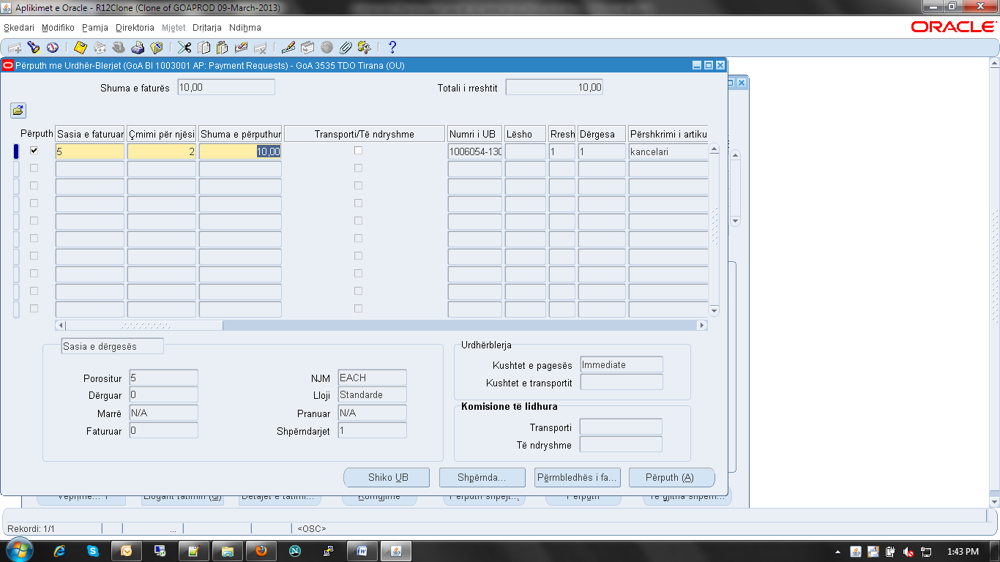 Aplikimet e Oracle - R12Clone (Clone of GOAPROD 09-March-2013)
Skedari Modifiko Pamja Direktoria Mjetet Dritarja Ndihma
ORACLE
Përputh me Urdhër-Blerjet (GoA BI 1003001 AP: Payment Requests) - GoA 3535 TDO Tirana (OU)
Shuma e faturës 10,00 Totali i rreshtit 10,00
Përputh Sasia e faturuar Çmimi për njësi Shuma e përputhur Transporti/Të ndryshme Numri i UB Lësho Rresh Dërgesa Përshkrimi i artiku
5 2 10,00 1006054-130 1 1 kancelari
Sasia e dërgesës
Porositur 5 NJM EACH
Dërguar 0 Lloji Standarde
Marrë N/A Pranuar N/A
Faturuar 0 Shpërndarjet 1
Urdhërblerja
Kushtet e pagesës Immediate
Kushtet e transportit
Komisione të lidhura
Transporti
Të ndryshme
Shiko UB Shpërnda... Përmbledhës i fa... Përputh (A)
Veprime... 1 Llogarit tatimin (G) Detajet e tatimi... Korrigjime Përputh shpejt... Përputh Të gjitha shpërn...
Rekordi: 1/1 ... <OSC>
1:43 PM